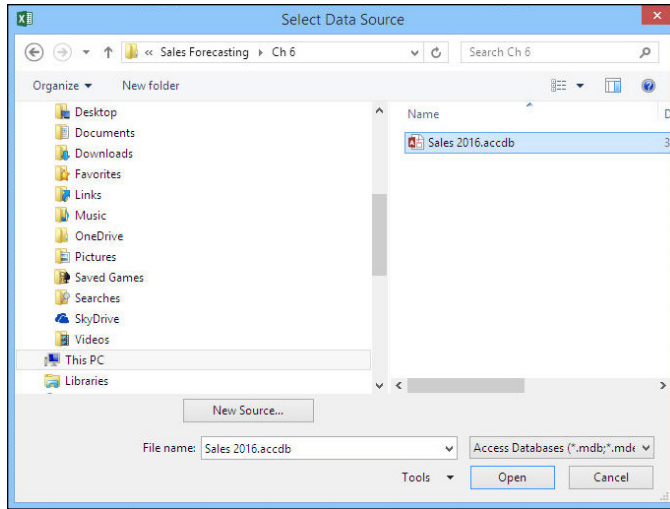 Select Data Source
« Sales Forecasting Ch 6
Search Ch 6
Organize New folder
Name
Desktop
Documents
Downloads
Favorites
Links
Music
OneDrive
Pictures
Saved Games
Searches
SkyDrive
Videos
This PC
Libraries
Sales 2016.accdb
New Source...
File name: Sales 2016.accdb
Access Databases (*.mdb;*.mde
Tools Open Cancel